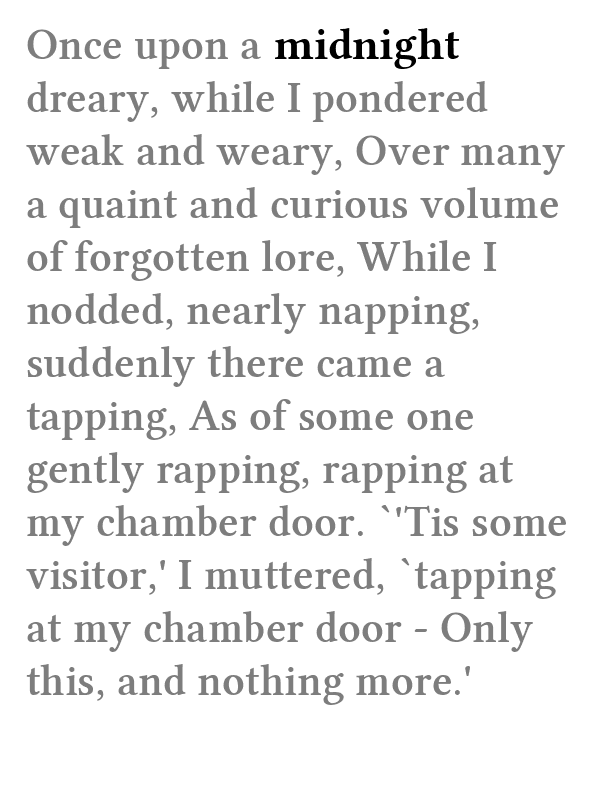 Once upon a midnight
dreary, while I pondered
weak and weary, Over many
a quaint and curious volume
of forgotten lore, While I
nodded, nearly napping,
suddenly there came a
tapping, As of some one
gently rapping, rapping at
my chamber door. `'Tis some
visitor,' I muttered, `tapping
at my chamber door - Only
this, and nothing more.'